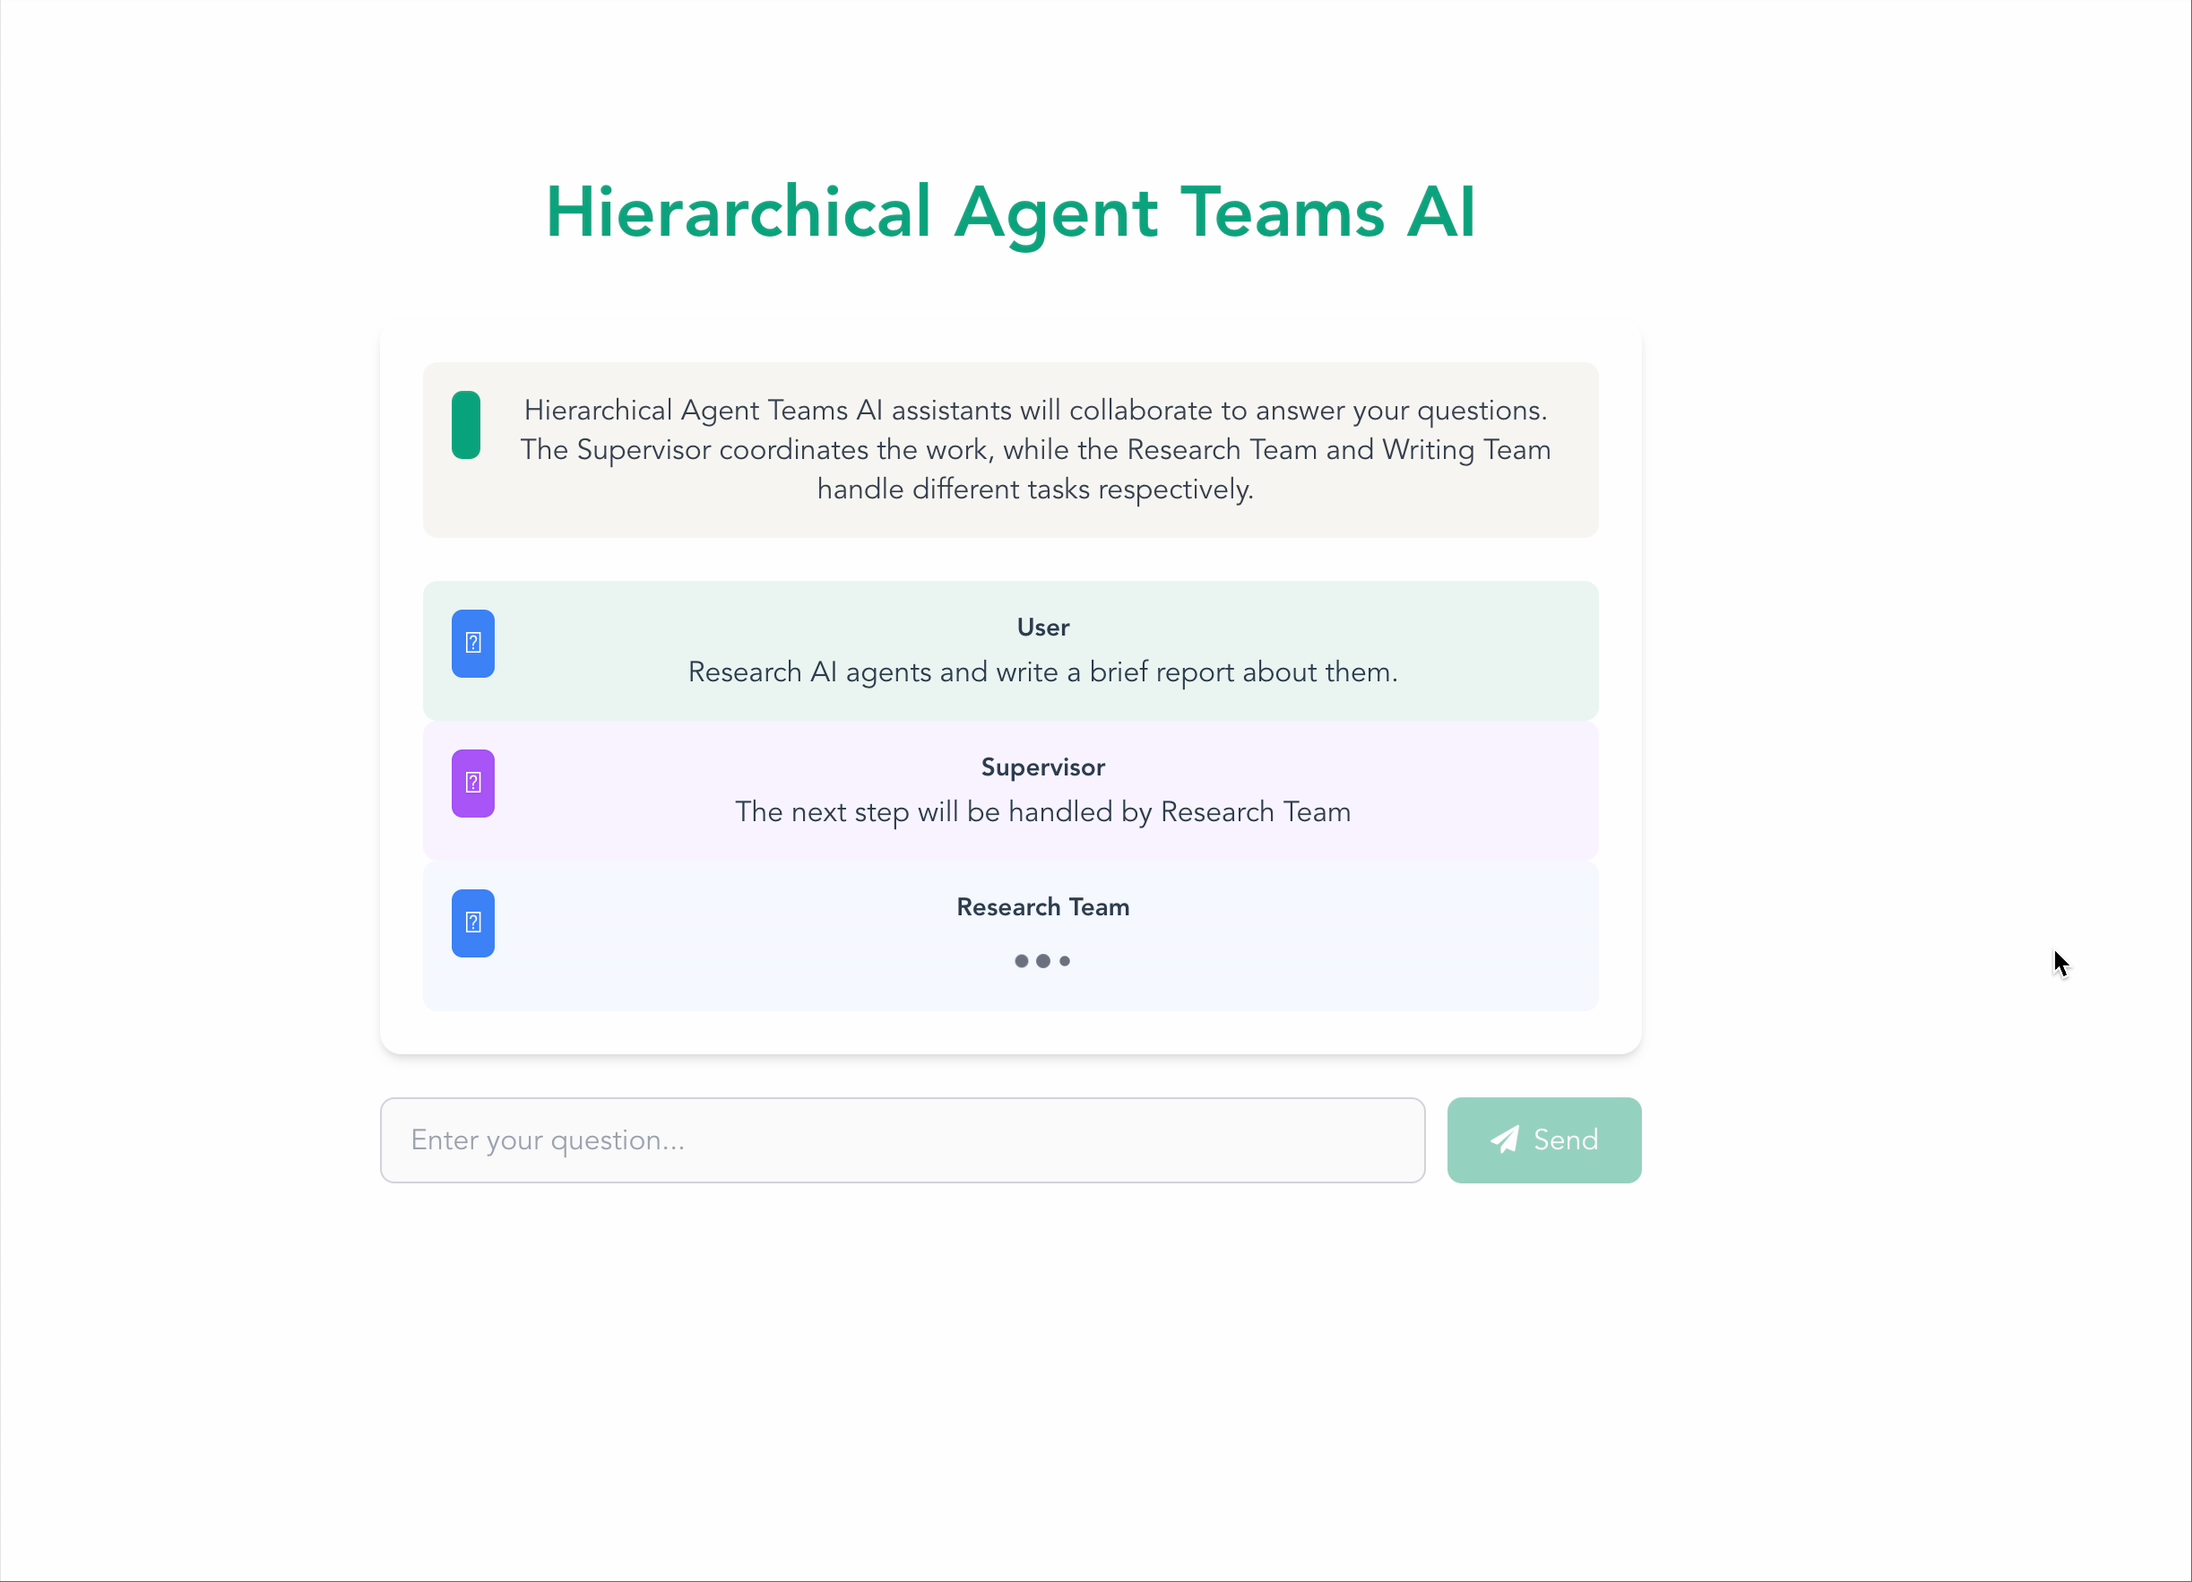 Hierarchical Agent Teams AI
Hierarchical Agent Teams AI assistants will collaborate to answer your questions.
The Supervisor coordinates the work, while the Research Team and Writing Team
handle different tasks respectively.
User
Research AI agents and write a brief report about them.
Supervisor
The next step will be handled by Research Team
Research Team
Enter your question...
Send